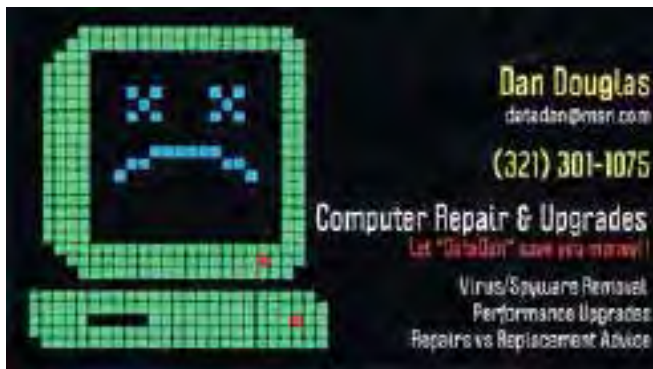 Dan Douglas
datadan@msn.com
(321) 301-1075
Computer Repair & Upgrades
Let "DataDan" save you money!!
Virus/Spyware Removal
Performance Upgrades
Repairs vs Replacement Advice